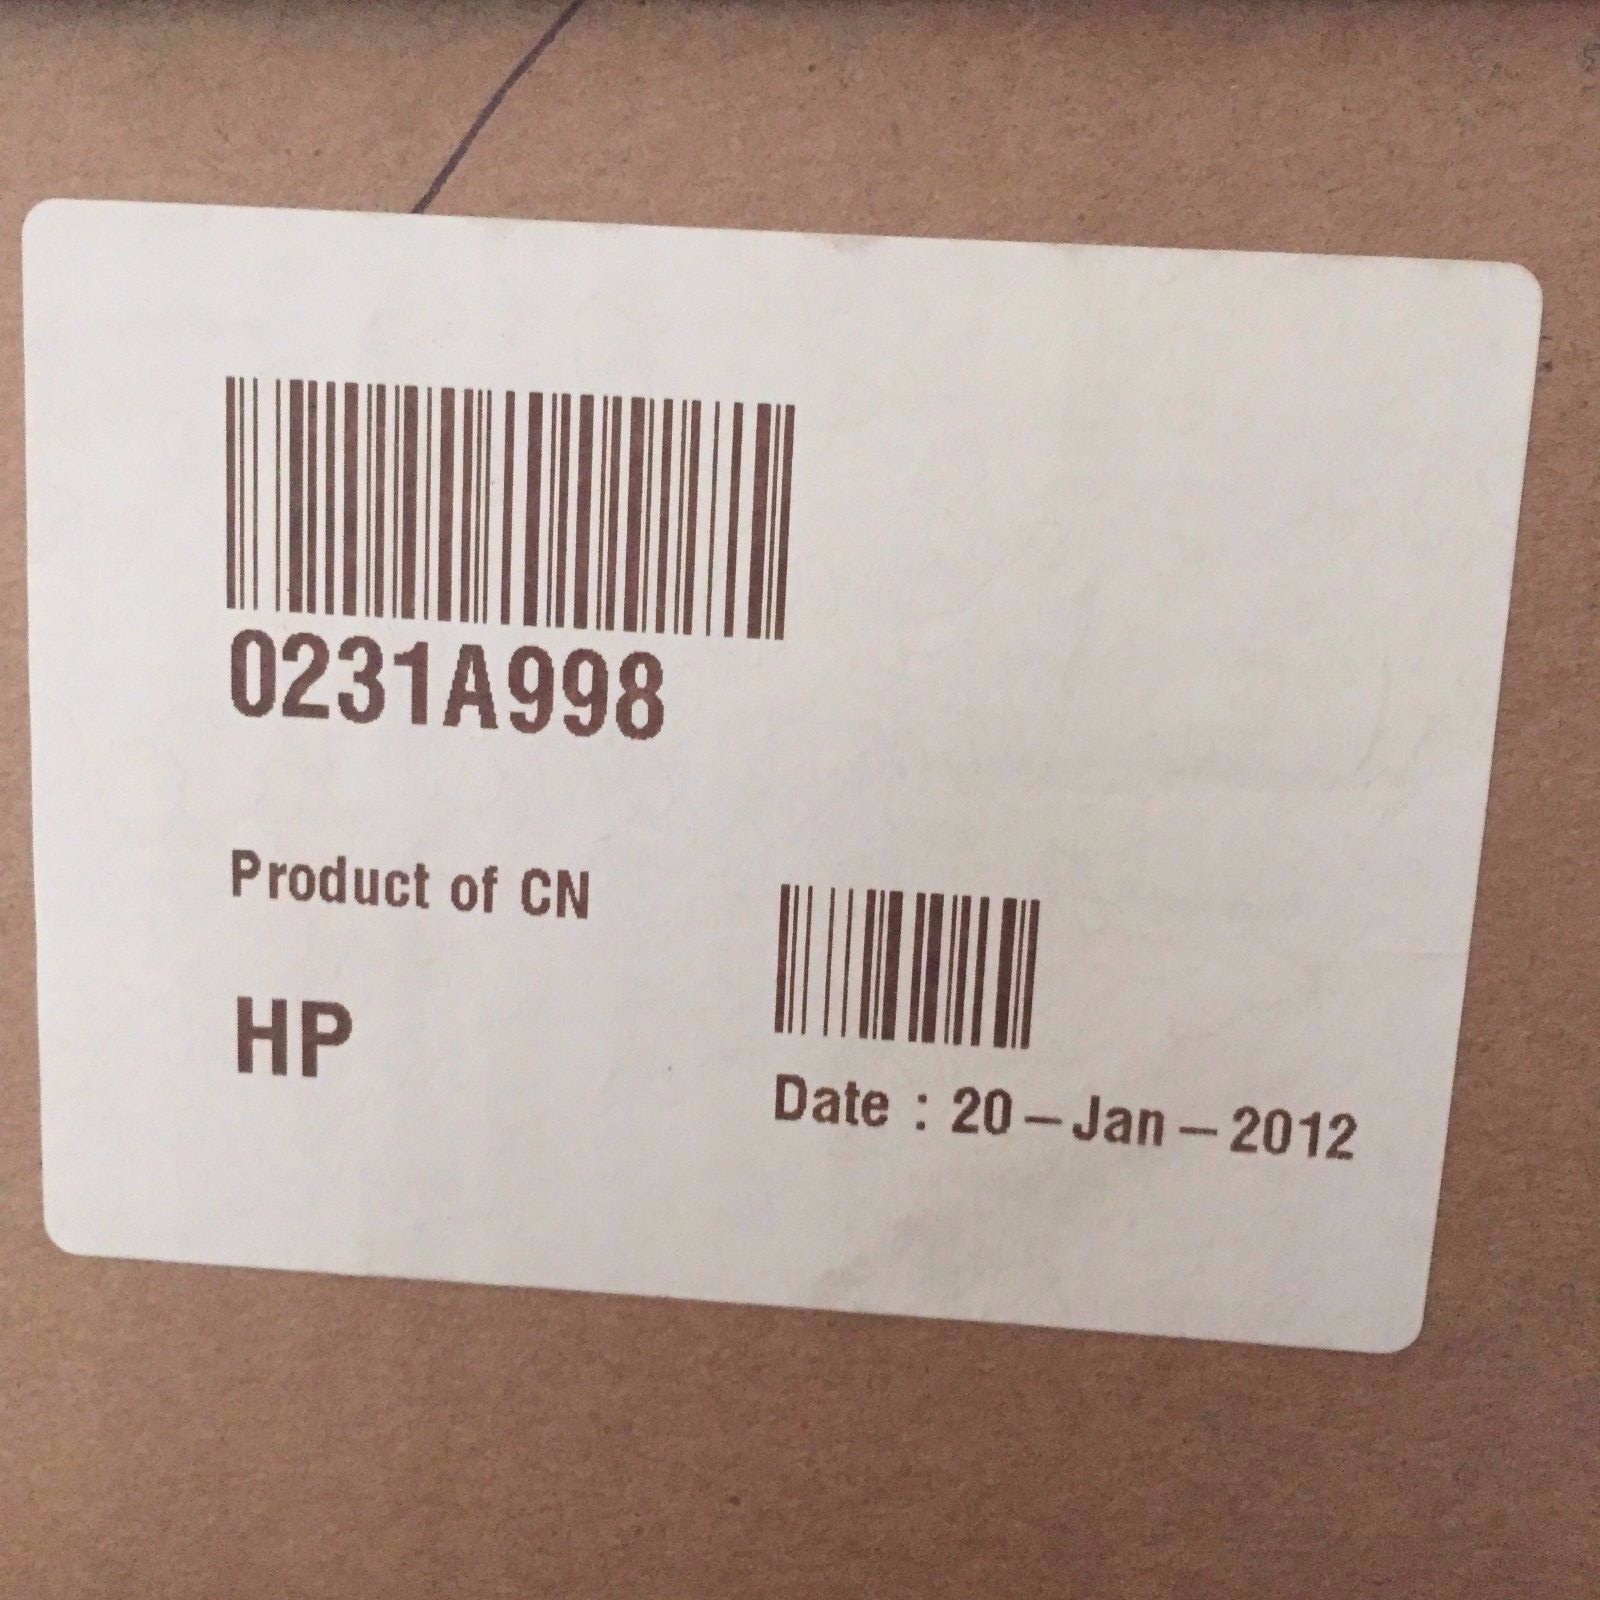 0231A998
Product of CN
HP
Date : 20-Jan-2012